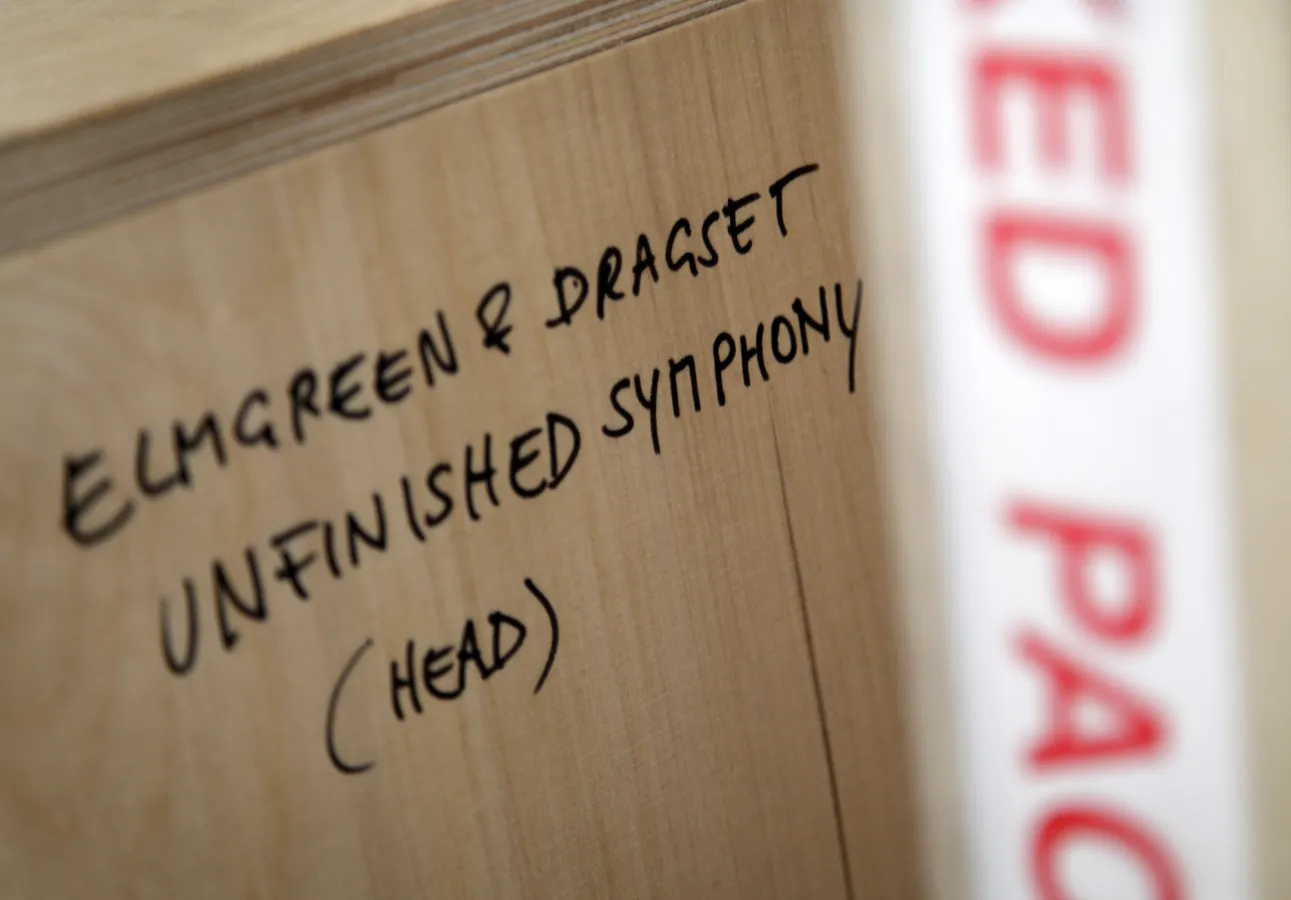 ELMGREEN & DRAGSET
UNFINISHED SYMPHONY
(HEAD)